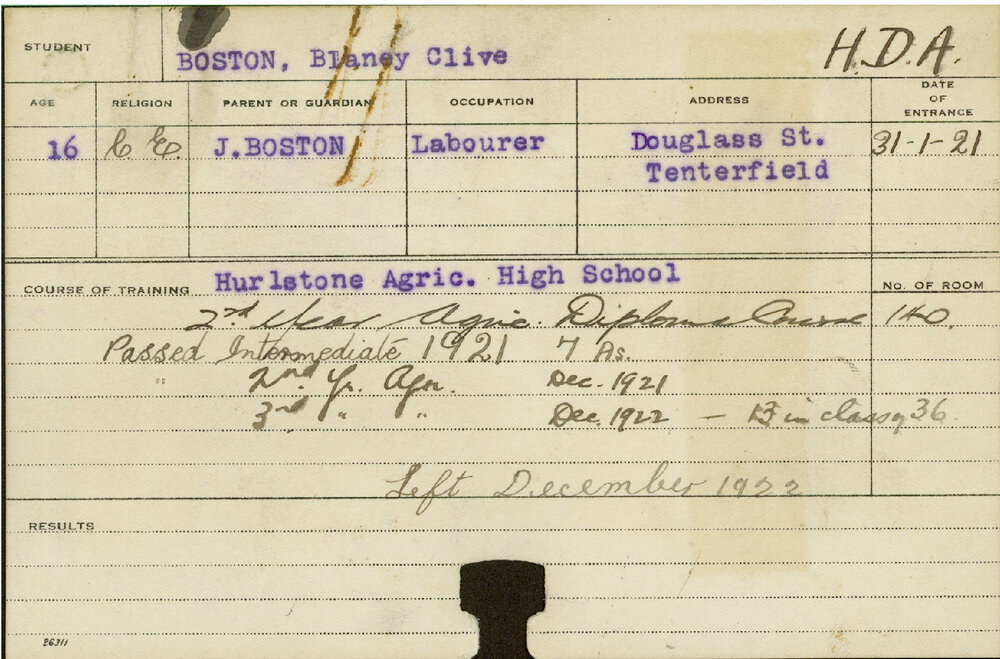 STUDENT BOSTON, Blaney Clive H.D.A.
AGE RELIGION PARENT OR GUARDIAN OCCUPATION ADDRESS DATE OF ENTRANCE
16 C. E. J.BOSTON Labourer Douglass St. 31-1-21
Tenterfield
COURSE OF TRAINING Hurlstone Agric. High School No. OF ROOM
2nd Year Agric. Diploma Course 140.
Passed Intermediate 1921 7 As.
" 2nd Yr. Agr. Dec. 1921
3rd " " Dec. 1922 - 13 in class of 36
Left December 1922
RESULTS
26311